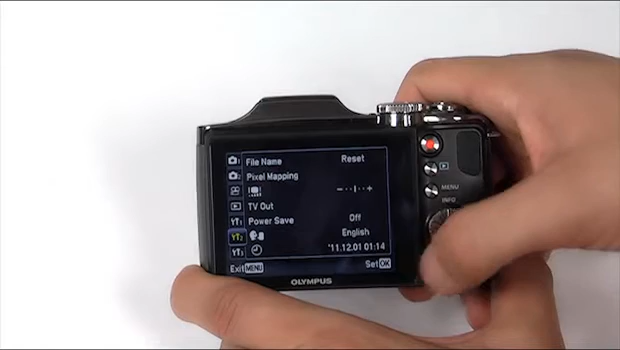 File Name Reset
Pixel Mapping
TV Out
Power Save Off
English
'11.12.01 01:14
Exit MENU Set OK
OLYMPUS
MENU
INFO